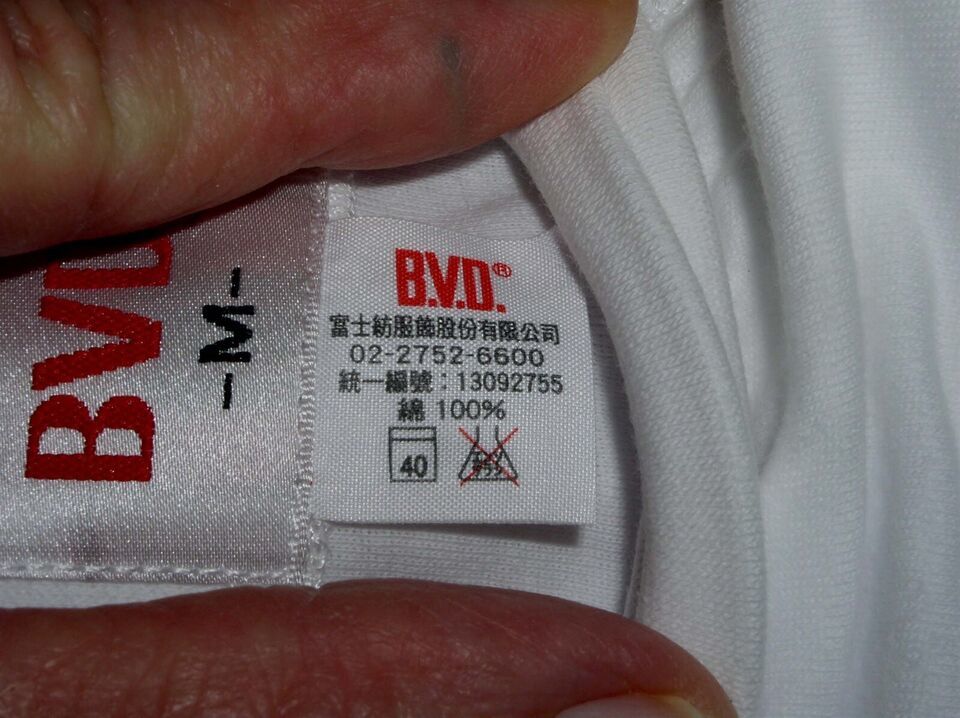 BVD
-M-
B.V.D.®
富士紡服飾股份有限公司
02-2752-6600
統一編號：13092755
綿 100%
40